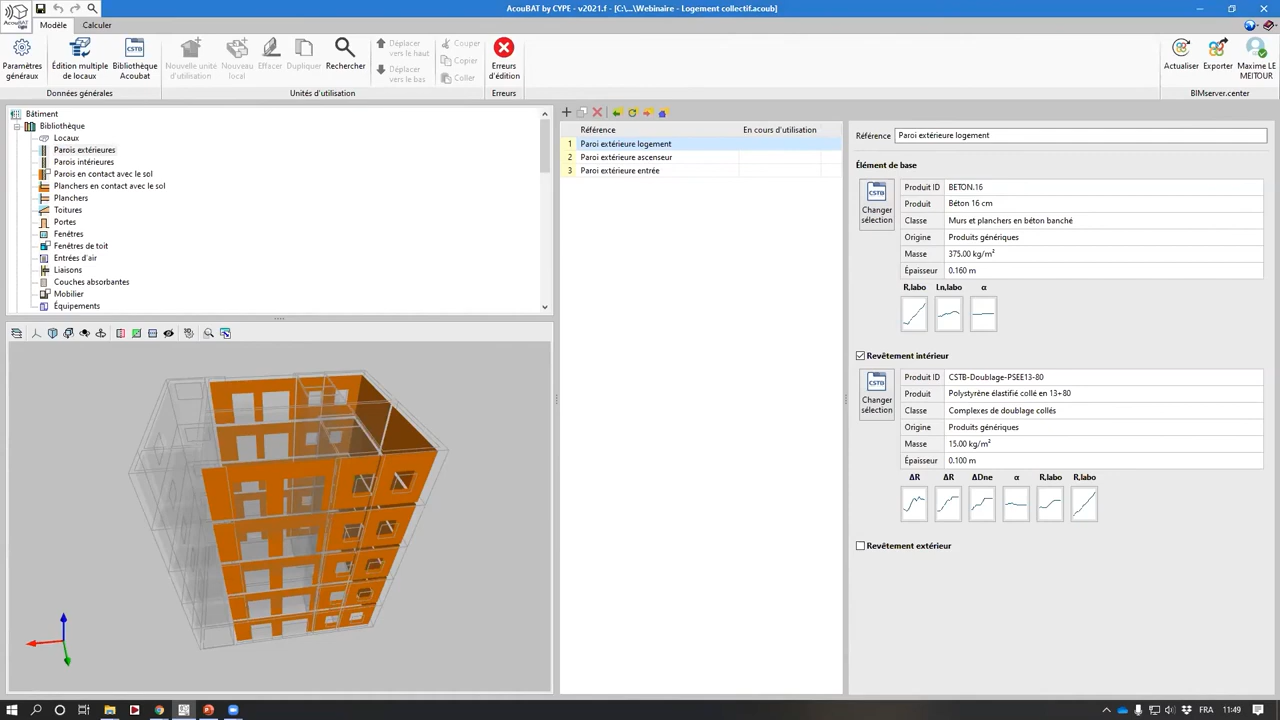 AcouBAT by CYPE - v2021.f - [C:\...\Webinaire - Logement collectif.acoub]
AcouBAT
Modèle
Calculer
Paramètres généraux
Édition multiple de locaux
Bibliothèque Acoubat
Nouvelle unité d'utilisation
Nouveau local
Effacer
Dupliquer
Rechercher
Déplacer vers le haut
Déplacer vers le bas
Couper
Copier
Coller
Erreurs d'édition
Actualiser
Exporter
Maxime LE MEITOUR
Données générales
Unités d'utilisation
Erreurs
BIMserver.center
Bâtiment
Bibliothèque
Locaux
Parois extérieures
Parois intérieures
Parois en contact avec le sol
Planchers en contact avec le sol
Planchers
Toitures
Portes
Fenêtres
Fenêtres de toit
Entrées d'air
Liaisons
Couches absorbantes
Mobilier
Équipements
Référence En cours d'utilisation
1 Paroi extérieure logement
2 Paroi extérieure ascenseur
3 Paroi extérieure entrée
Référence Paroi extérieure logement
Élément de base
CSTB
Changer sélection
Produit ID BETON.16
Produit Béton 16 cm
Classe Murs et planchers en béton banché
Origine Produits génériques
Masse 375.00 kg/m²
Épaisseur 0.160 m
R,labo Ln,labo α
Revêtement intérieur
CSTB
Changer sélection
Produit ID CSTB-Doublage-PSEE13-80
Produit Polystyrène élastifié collé en 13+80
Classe Complexes de doublage collés
Origine Produits génériques
Masse 15.00 kg/m²
Épaisseur 0.100 m
ΔR ΔR ΔDne α R,labo R,labo
Revêtement extérieur
FRA 11:49